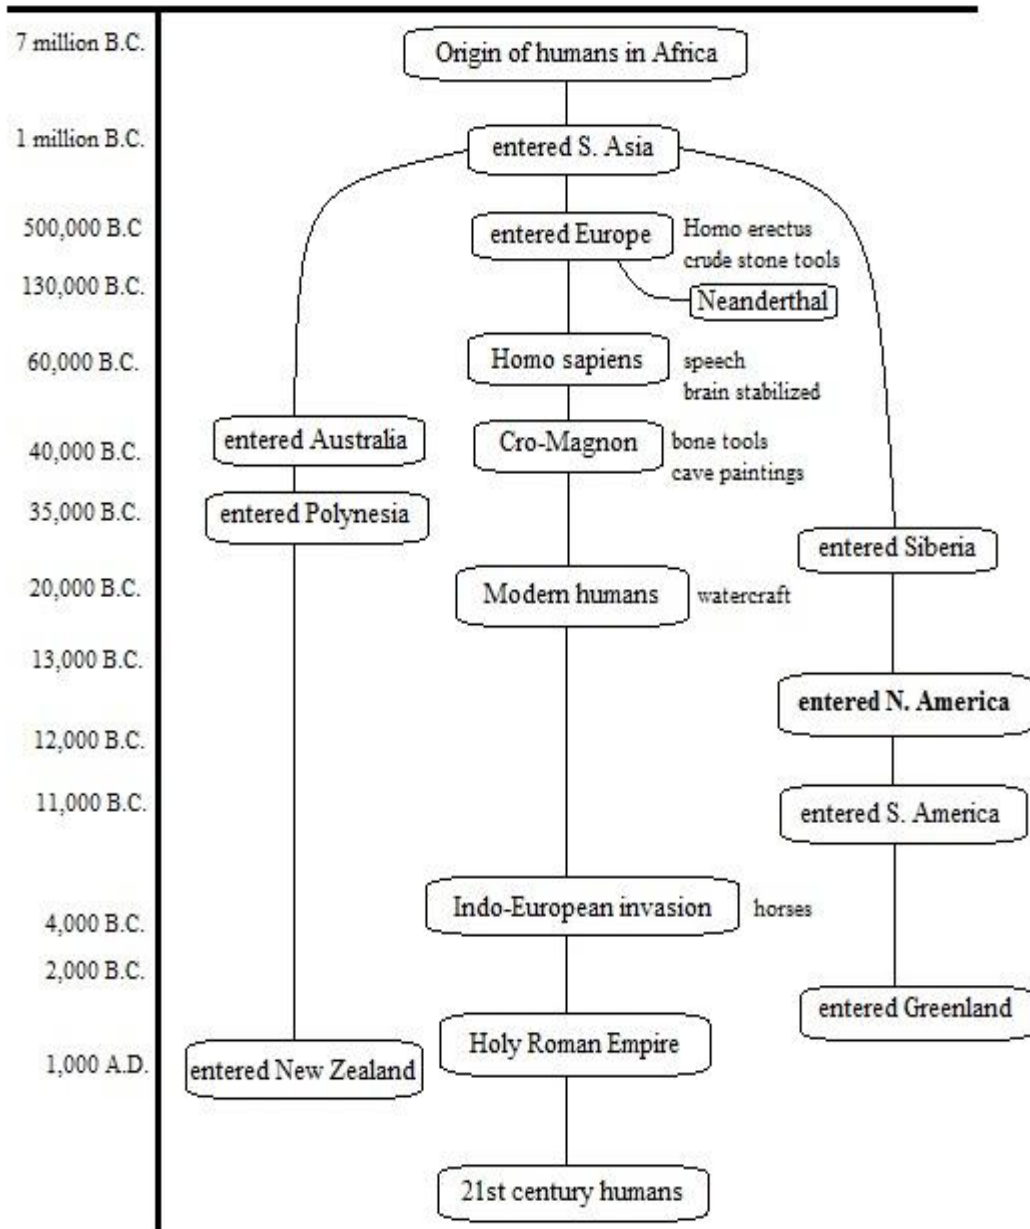 7 million B.C.
Origin of humans in Africa
1 million B.C.
entered S. Asia
500,000 B.C
entered Europe
Homo erectus
crude stone tools
130,000 B.C.
Neanderthal
60,000 B.C.
Homo sapiens
speech
brain stabilized
40,000 B.C.
entered Australia
Cro-Magnon
bone tools
cave paintings
35,000 B.C.
entered Polynesia
entered Siberia
20,000 B.C.
Modern humans
watercraft
13,000 B.C.
entered N. America
12,000 B.C.
11,000 B.C.
entered S. America
4,000 B.C.
Indo-European invasion
horses
2,000 B.C.
entered Greenland
Holy Roman Empire
1,000 A.D.
entered New Zealand
21st century humans